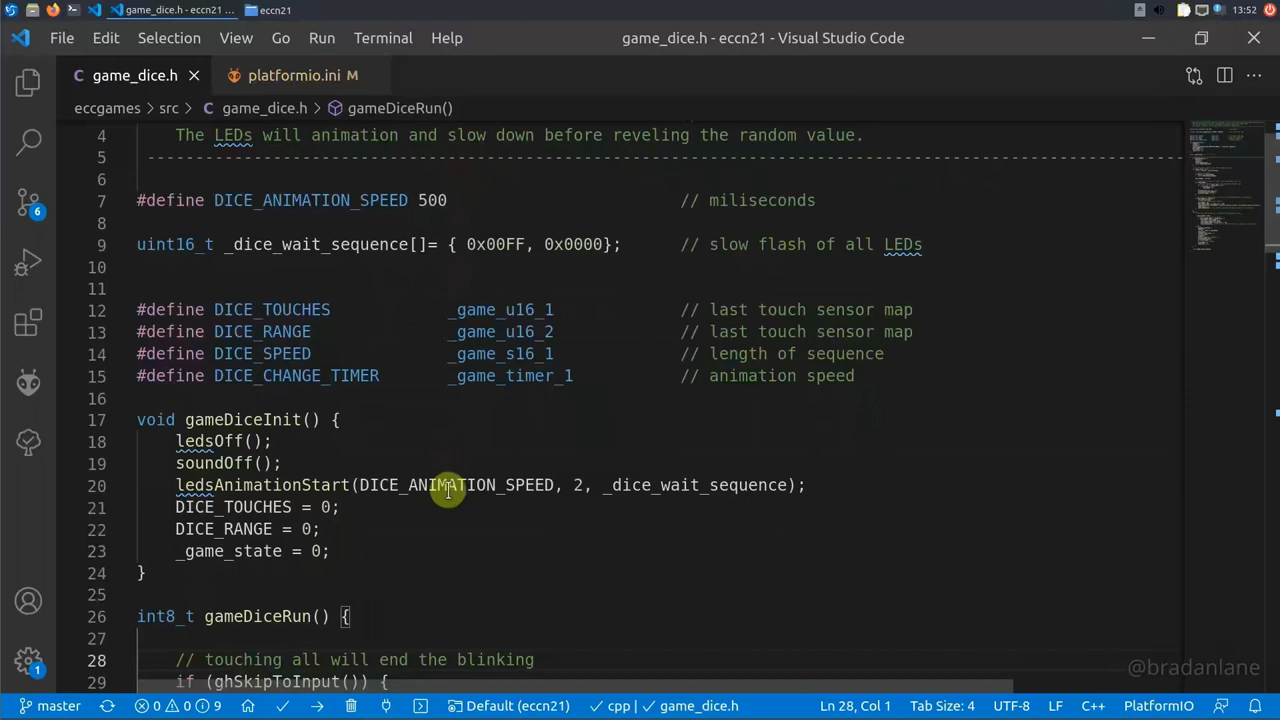 game_dice.h - eccn21 ...
eccn21
13:52
File Edit Selection View Go Run Terminal Help
game_dice.h - eccn21 - Visual Studio Code
game_dice.h
platformio.ini M
eccgames > src > C game_dice.h > gameDiceRun()
4 The LEDs will animation and slow down before reveling the random value.
5 ------------------------------------------------------------------------------------------------------------
6
7 #define DICE_ANIMATION_SPEED 500 // miliseconds
9 uint16_t _dice_wait_sequence[]= { 0x00FF, 0x0000}; // slow flash of all LEDs
10
11
12 #define DICE_TOUCHES _game_u16_1 // last touch sensor map
13 #define DICE_RANGE _game_u16_2 // last touch sensor map
14 #define DICE_SPEED _game_s16_1 // length of sequence
15 #define DICE_CHANGE_TIMER _game_timer_1 // animation speed
16
17 void gameDiceInit() {
18 ledsOff();
19 soundOff();
20 ledsAnimationStart(DICE_ANIMATION_SPEED, 2, _dice_wait_sequence);
21 DICE_TOUCHES = 0;
22 DICE_RANGE = 0;
23 _game_state = 0;
24 }
25
26 int8_t gameDiceRun() {
27
28 // touching all will end the blinking
29 if (ghSkipToInput()) {
6
1
@bradanlane
master 0 0 9 Default (eccn21) cpp | game_dice.h Ln 28, Col 1 Tab Size: 4 UTF-8 LF C++ PlatformIO